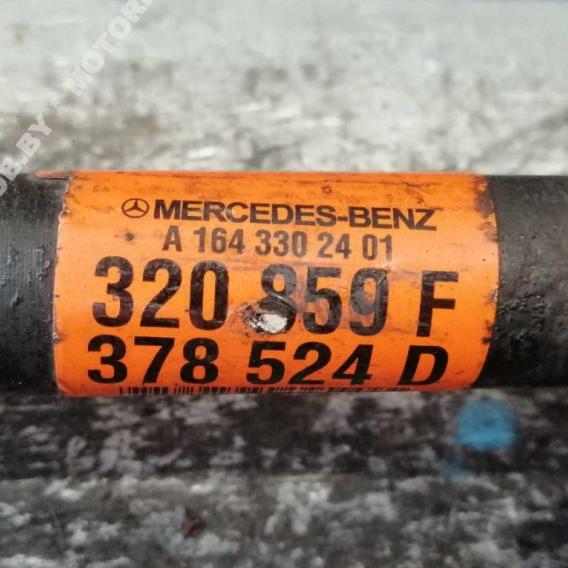 MERCEDES-BENZ
A 164 330 24 01
320 859 F
378 524 D